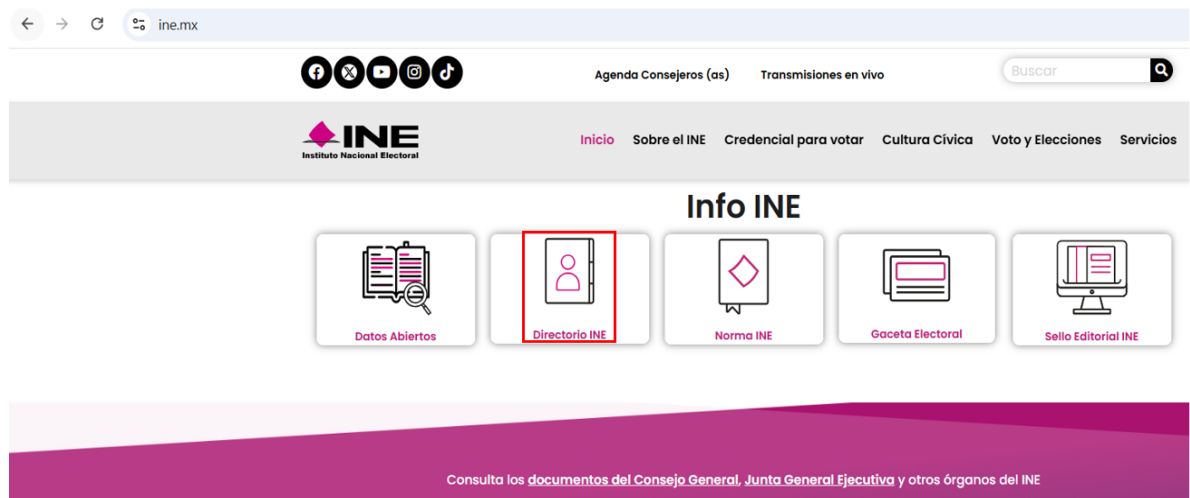 ine.mx
Agenda Consejeros (as) Transmisiones en vivo Buscar
INE
Instituto Nacional Electoral
Inicio Sobre el INE Credencial para votar Cultura Cívica Voto y Elecciones Servicios
Info INE
Datos Abiertos Directorio INE Norma INE Gaceta Electoral Sello Editorial INE
Consulta los documentos del Consejo General, Junta General Ejecutiva y otros órganos del INE